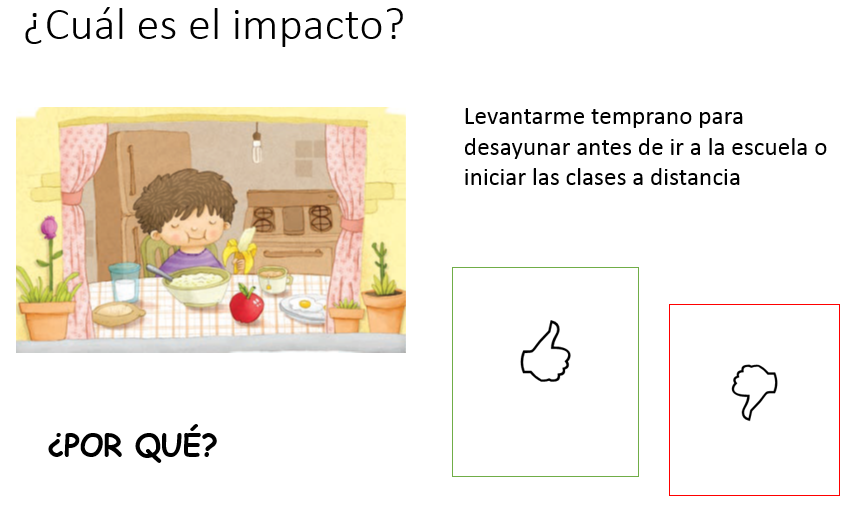 ¿Cuál es el impacto?
Levantarme temprano para
desayunar antes de ir a la escuela o
iniciar las clases a distancia
¿POR QUÉ?